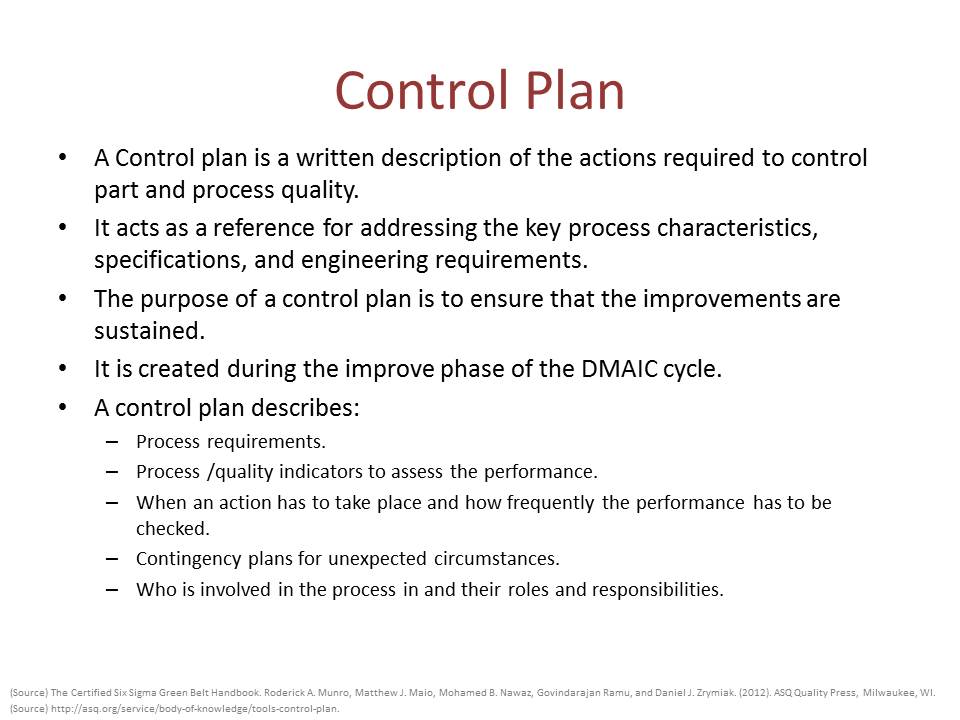 Control Plan
• A Control plan is a written description of the actions required to control
part and process quality.
• It acts as a reference for addressing the key process characteristics,
specifications, and engineering requirements.
• The purpose of a control plan is to ensure that the improvements are
sustained.
• It is created during the improve phase of the DMAIC cycle.
• A control plan describes:
– Process requirements.
– Process /quality indicators to assess the performance.
– When an action has to take place and how frequently the performance has to be
checked.
– Contingency plans for unexpected circumstances.
– Who is involved in the process in and their roles and responsibilities.
(Source) The Certified Six Sigma Green Belt Handbook. Roderick A. Munro, Matthew J. Maio, Mohamed B. Nawaz, Govindarajan Ramu, and Daniel J. Zrymiak. (2012). ASQ Quality Press, Milwaukee, WI.
(Source) http://asq.org/service/body-of-knowledge/tools-control-plan.